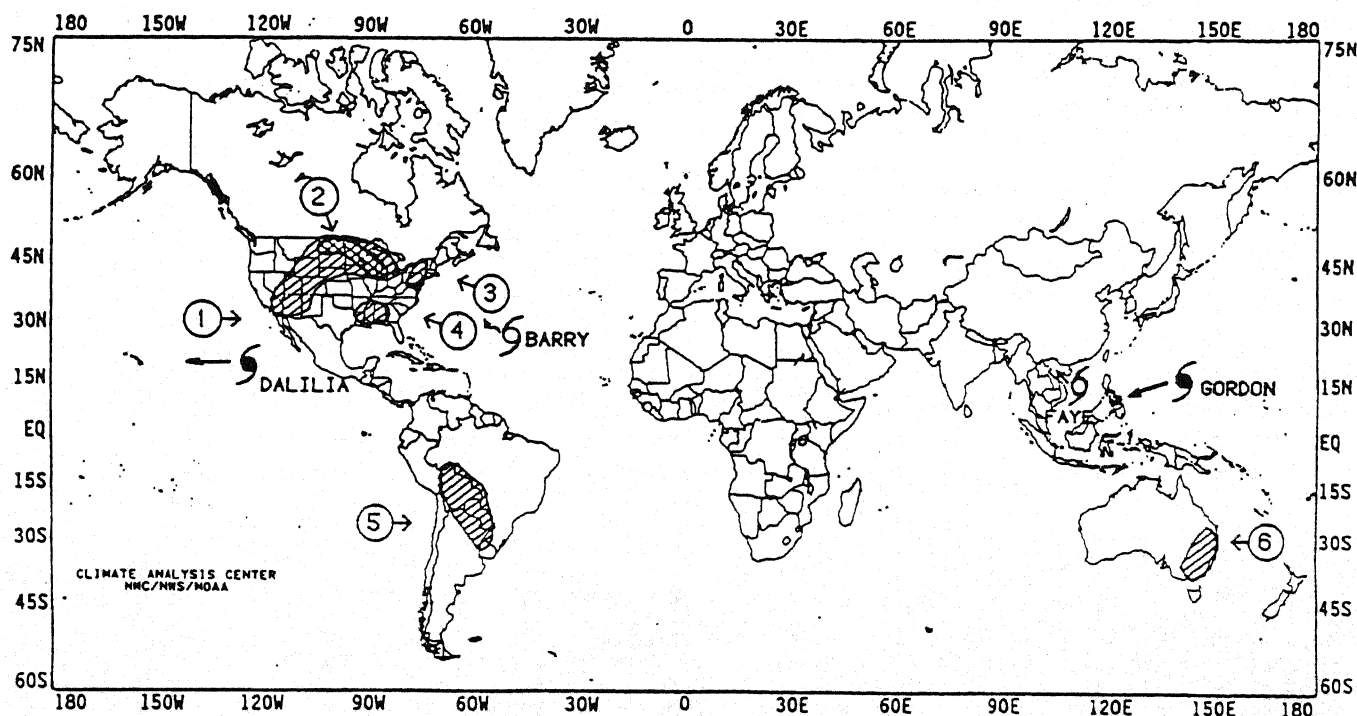 180 150W 120W 90W 60W 30W 0 30E 60E 90E 120E 150E 180
75N 75N
60N 60N
2
45N 45N
3
1
4
30N BARRY 30N
DALILIA
15N GORDON 15N
FAYE
EQ EQ
15S 15S
5
6
30S 30S
CLIMATE ANALYSIS CENTER
NMC/NWS/NOAA
45S 45S
60S 60S
180 150W 120W 90W 60W 30W 0 30E 60E 90E 120E 150E 180